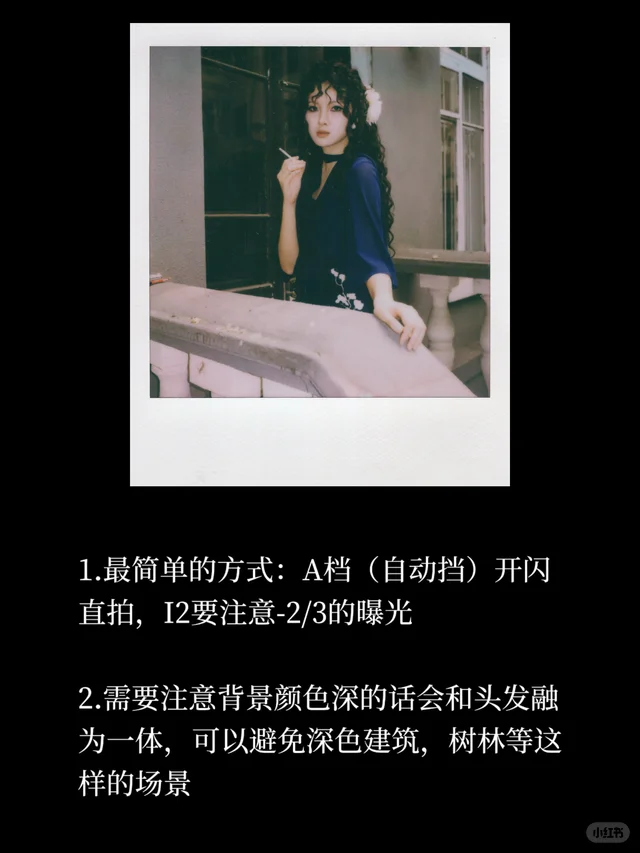 1.最简单的方式：A档（自动挡）开闪
直拍，I2要注意-2/3的曝光
2.需要注意背景颜色深的话会和头发融
为一体，可以避免深色建筑，树林等这
样的场景
小红书